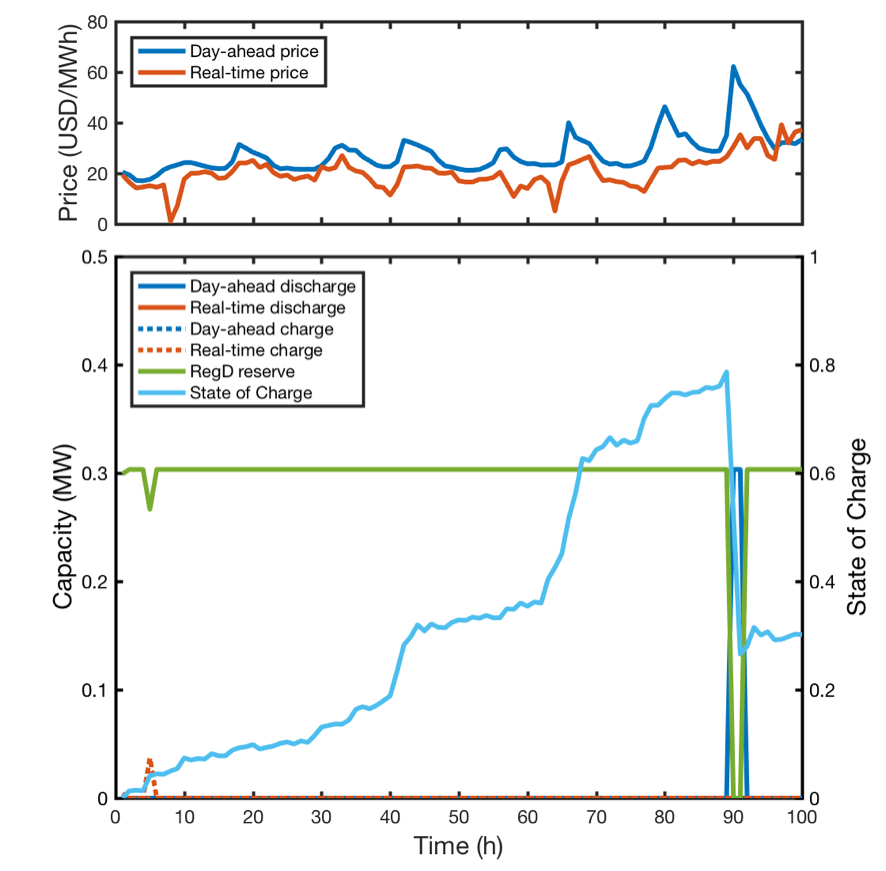 80
60
40
20
0
Price (USD/MWh)
Day-ahead price
Real-time price
0.5
0.4
0.3
0.2
0.1
0
Capacity (MW)
Day-ahead discharge
Real-time discharge
Day-ahead charge
Real-time charge
RegD reserve
State of Charge
1
0.8
0.6
0.4
0.2
0
State of Charge
0 10 20 30 40 50 60 70 80 90 100
Time (h)